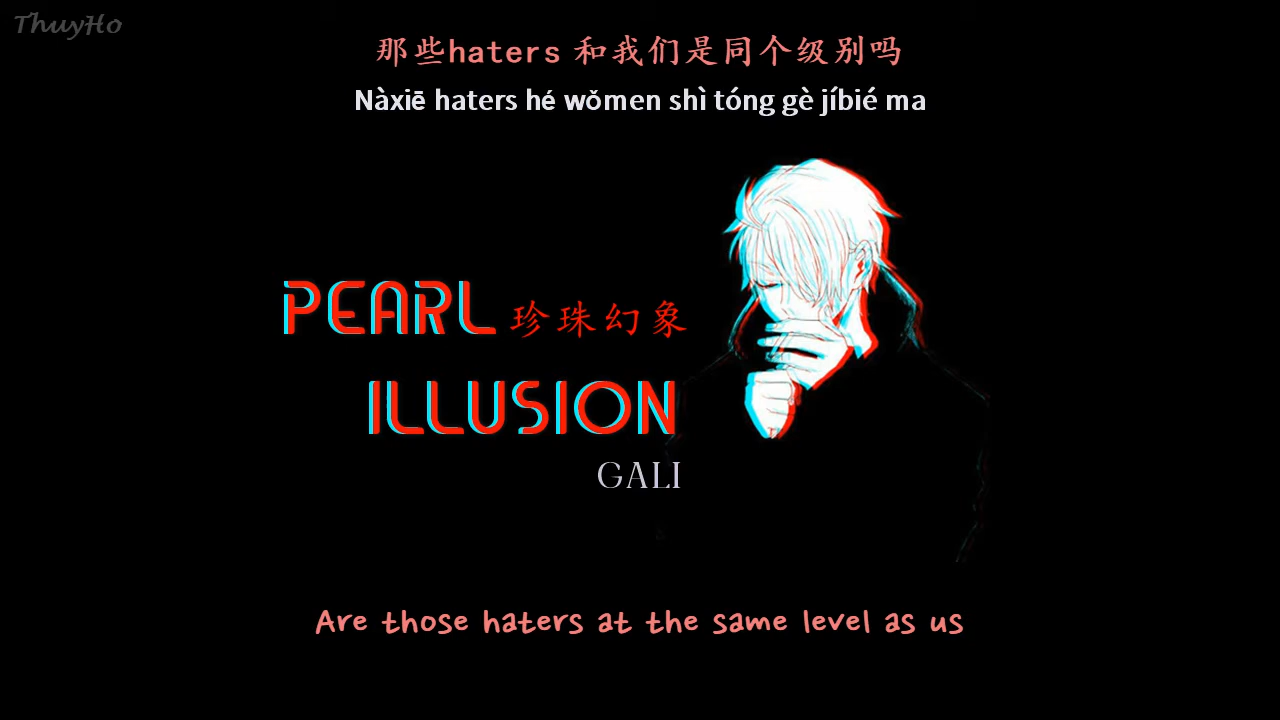 ThuyHo
那些haters 和我们是同个级别吗
Nàxiē haters hé wǒmen shì tóng gè jíbié ma
PEARL 珍珠幻象
ILLUSION
GALI
Are those haters at the same level as us